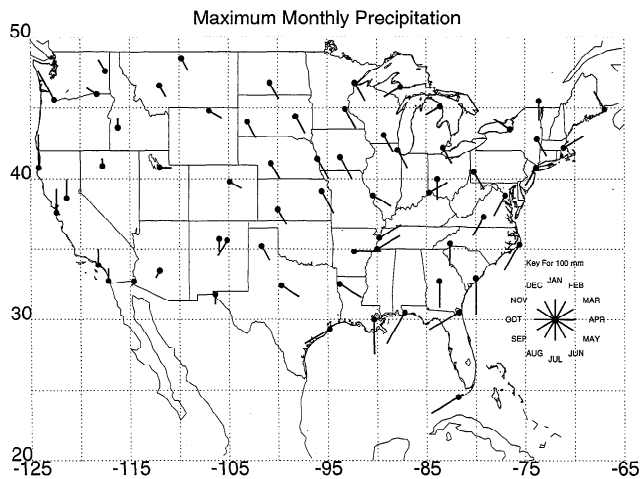 Maximum Monthly Precipitation
50
40
Key For 100 mm
DEC JAN FEB
NOV MAR
30
OCT APR
SEP MAY
AUG JUL JUN
20
-125 -115 -105 -95 -85 -75 -65